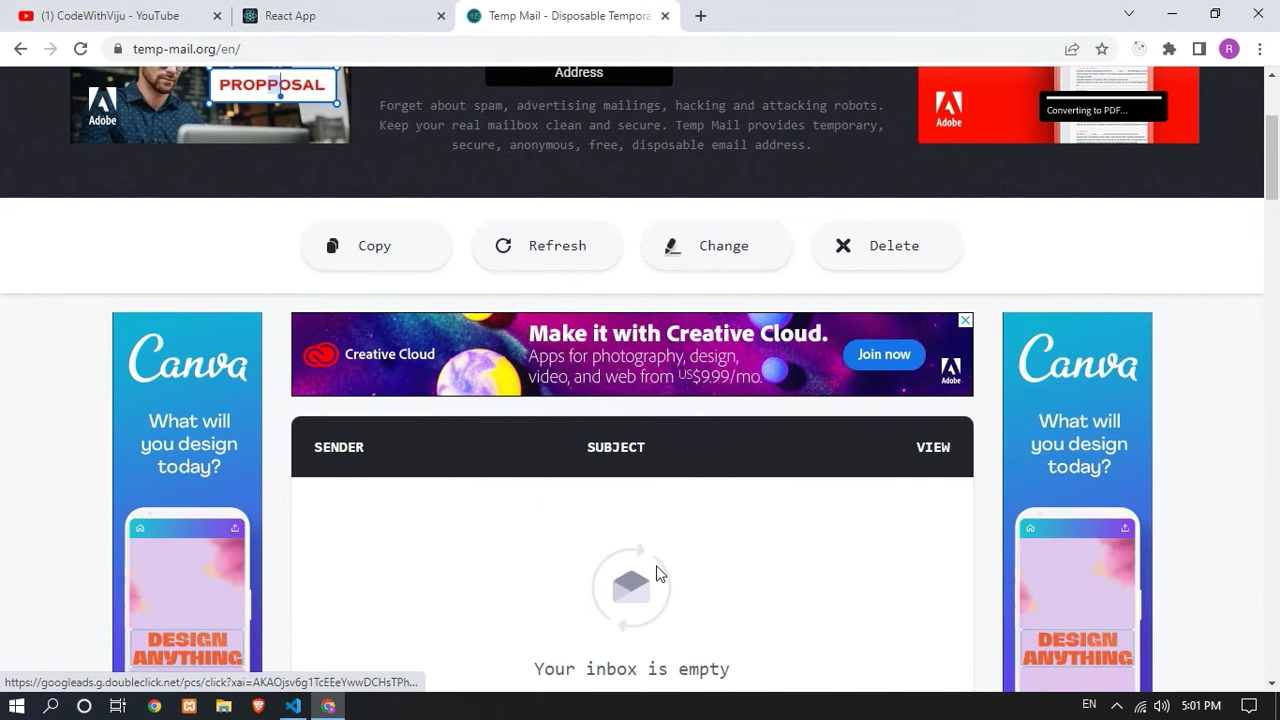 (1) CodeWithViju - YouTube
React App
Temp Mail - Disposable Tempora
temp-mail.org/en/
R
PROPPOSAL
Adobe
Address
Forget about spam, advertising mailings, hacking and attacking robots.
your real mailbox clean and secure. Temp Mail provides temporary,
secure, anonymous, free, disposable email address.
Adobe
Converting to PDF...
Copy
Refresh
Change
Delete
Canva
What will
you design
today?
DESIGN
ANYTHING
Creative Cloud
Make it with Creative Cloud.
Apps for photography, design,
video, and web from US$9.99/mo.
Join now
Adobe
SENDER
SUBJECT
VIEW
Your inbox is empty
Canva
What will
you design
today?
DESIGN
ANYTHING
https://googleads.g.doubleclick.net/pcs/click?xai=AKAOjsv6g1TcEEeYwwDCHsTPh...
EN
5:01 PM